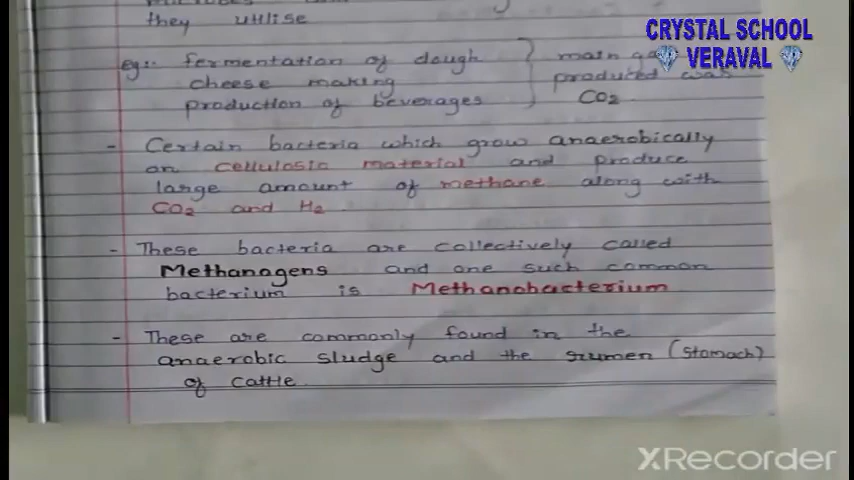 they utilise
CRYSTAL SCHOOL
VERAVAL
eg:- fermentation of dough
cheese making
production of beverages
main gas
produced was
CO2
- Certain bacteria which grow anaerobically
on cellulosic material and produce
large amount of methane along with
CO2 and H2
- These bacteria are collectively called
Methanogens and one such common
bacterium is Methanobacterium
- These are commonly found in the
anaerobic sludge and the rumen (stomach)
of cattle
XRecorder